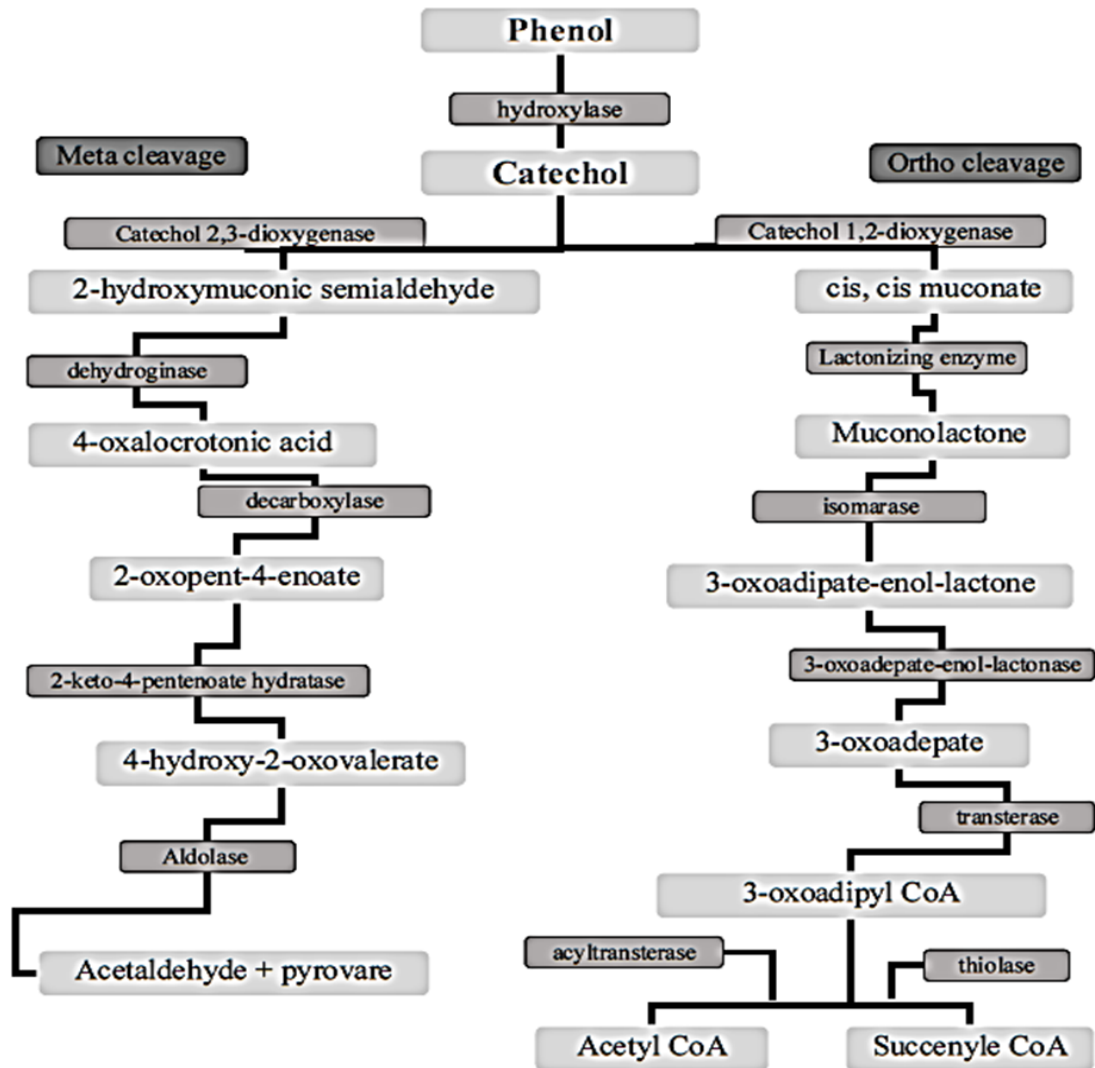 Phenol
hydroxylase
Meta cleavage
Ortho cleavage
Catechol
Catechol 2,3-dioxygenase
Catechol 1,2-dioxygenase
2-hydroxymuconic semialdehyde
cis, cis muconate
dehydroginase
Lactonizing enzyme
4-oxalocrotonic acid
Muconolactone
decarboxylase
isomarase
2-oxopent-4-enoate
3-oxoadipate-enol-lactone
2-keto-4-pentenoate hydratase
3-oxoadepate-enol-lactonase
4-hydroxy-2-oxovalerate
3-oxoadepate
transterase
Aldolase
3-oxoadipyl CoA
acyltransterase
thiolase
Acetaldehyde + pyrovare
Acetyl CoA
Succenyle CoA